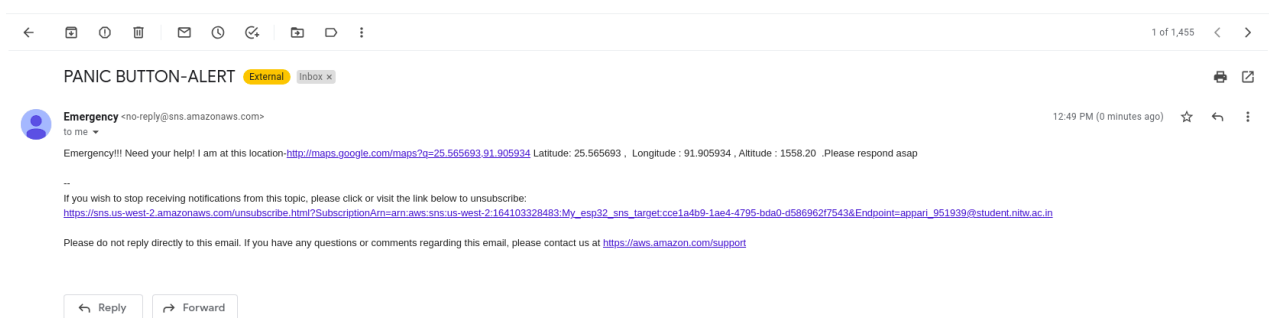 1 of 1,455
PANIC BUTTON-ALERT External Inbox ×
Emergency <no-reply@sns.amazonaws.com> 12:49 PM (0 minutes ago)
to me
Emergency!!! Need your help! I am at this location-http://maps.google.com/maps?q=25.565693,91.905934 Latitude: 25.565693 , Longitude : 91.905934 , Altitude : 1558.20 .Please respond asap
--
If you wish to stop receiving notifications from this topic, please click or visit the link below to unsubscribe:
https://sns.us-west-2.amazonaws.com/unsubscribe.html?SubscriptionArn=arn:aws:sns:us-west-2:164103328483:My_esp32_sns_target:cce1a4b9-1ae4-4795-bda0-d586962f7543&Endpoint=appari_951939@student.nitw.ac.in
Please do not reply directly to this email. If you have any questions or comments regarding this email, please contact us at https://aws.amazon.com/support
Reply Forward